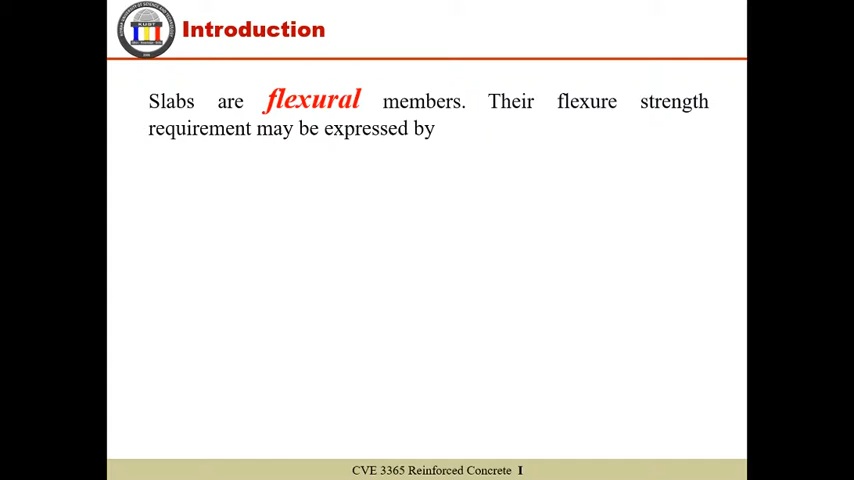 Introduction
Slabs are flexural members. Their flexure strength
requirement may be expressed by
CVE 3365 Reinforced Concrete I